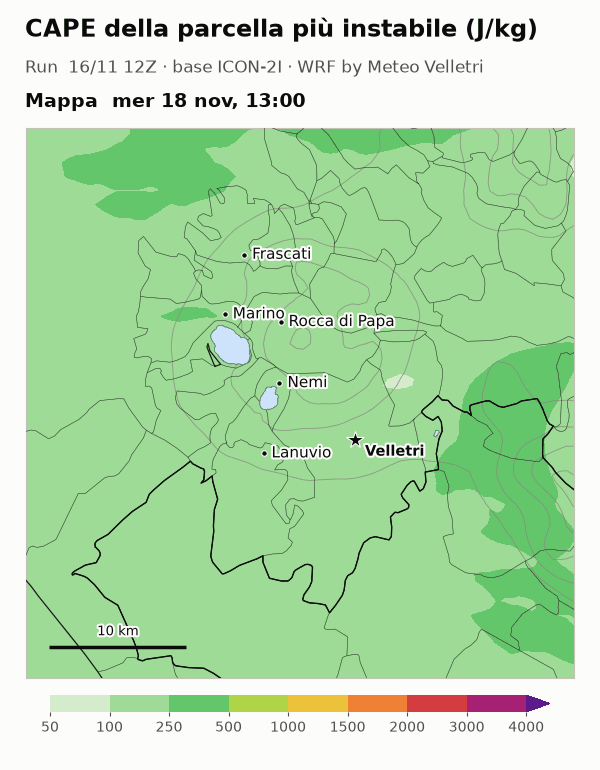 CAPE della parcella più instabile (J/kg)
Run  16/11 12Z · base ICON-2I · WRF by Meteo Velletri
Mappa  mer 18 nov, 13:00
Frascati
Marino
Rocca di Papa
Nemi
Lanuvio
Velletri
10 km
50 100 250 500 1000 1500 2000 3000 4000